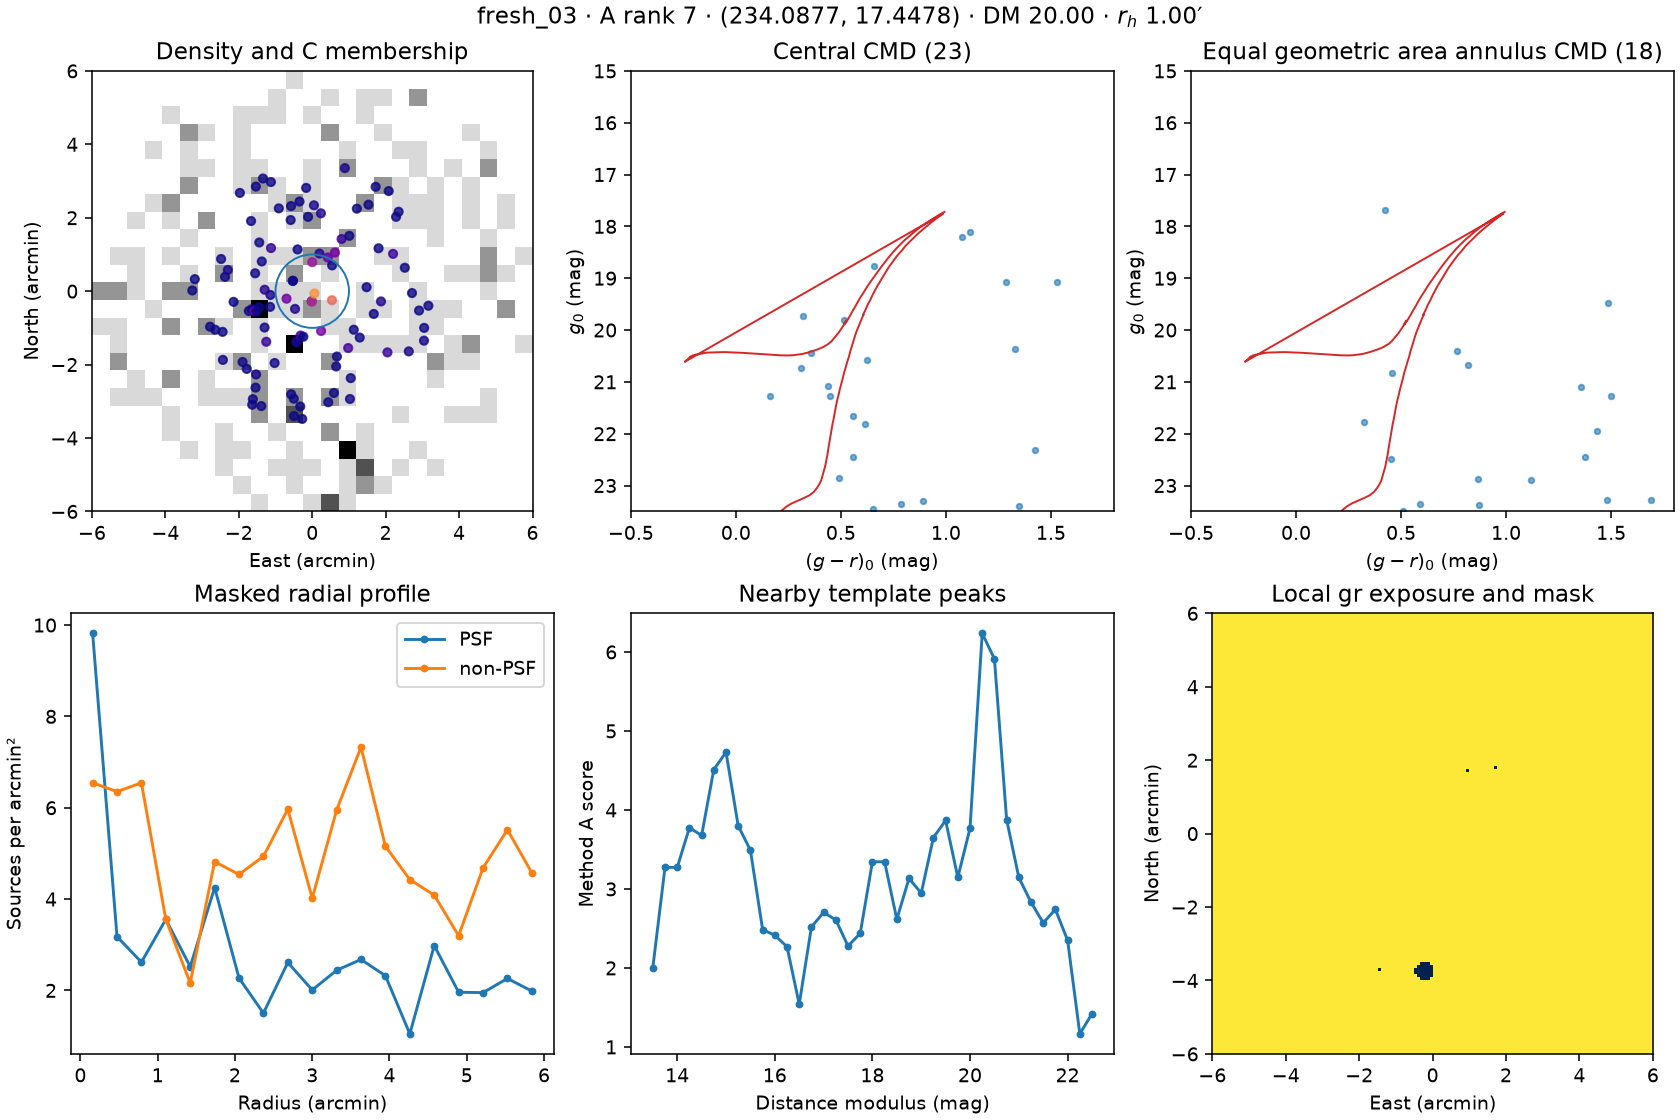 fresh_03 · A rank 7 · (234.0877, 17.4478) · DM 20.00 · r_h 1.00′
Density and C membership
6
4
2
0
−2
−4
−6
−6 −4 −2 0 2 4 6
North (arcmin)
East (arcmin)
Central CMD (23)
15
16
17
18
19
20
21
22
23
−0.5 0.0 0.5 1.0 1.5
g₀ (mag)
(g − r)₀ (mag)
Equal geometric area annulus CMD (18)
15
16
17
18
19
20
21
22
23
−0.5 0.0 0.5 1.0 1.5
g₀ (mag)
(g − r)₀ (mag)
Masked radial profile
PSF
non-PSF
10
8
6
4
2
0 1 2 3 4 5 6
Sources per arcmin²
Radius (arcmin)
Nearby template peaks
6
5
4
3
2
1
14 16 18 20 22
Method A score
Distance modulus (mag)
Local gr exposure and mask
6
4
2
0
−2
−4
−6
−6 −4 −2 0 2 4 6
North (arcmin)
East (arcmin)